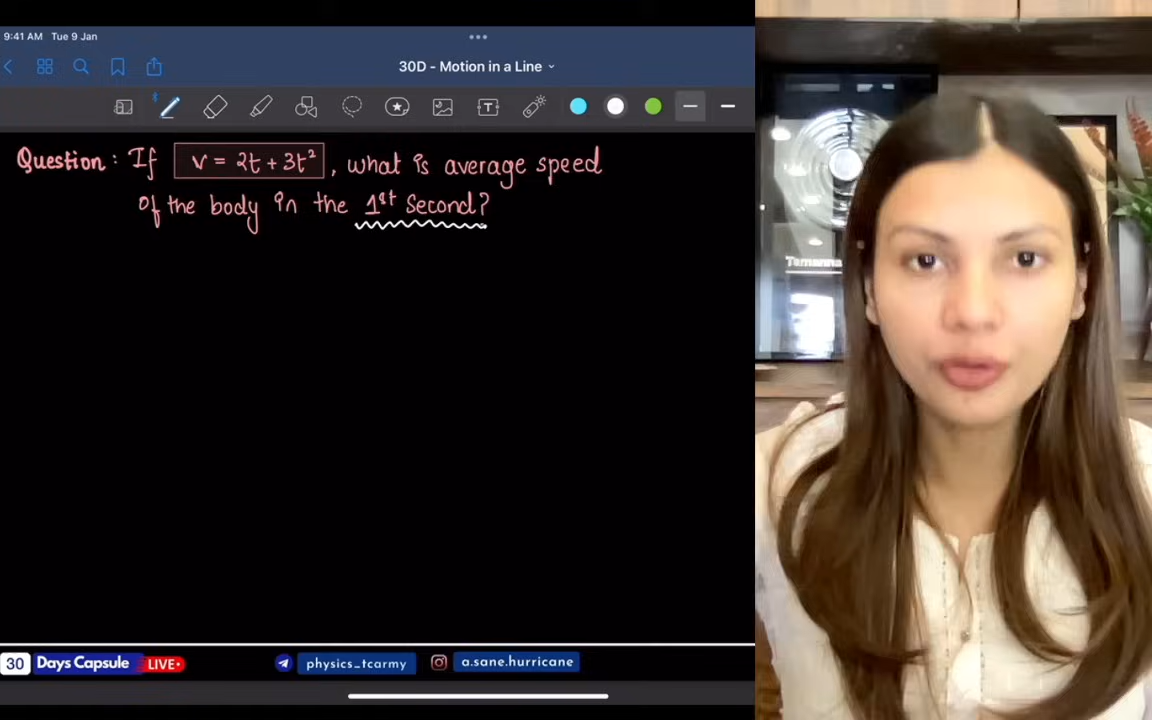 9:41 AM Tue 9 Jan
30D - Motion in a Line
Question: If v = 2t + 3t², what is average speed
of the body in the 1st Second?
Tamanna
30 Days Capsule LIVE
physics_tcarmy
a.sane.hurricane